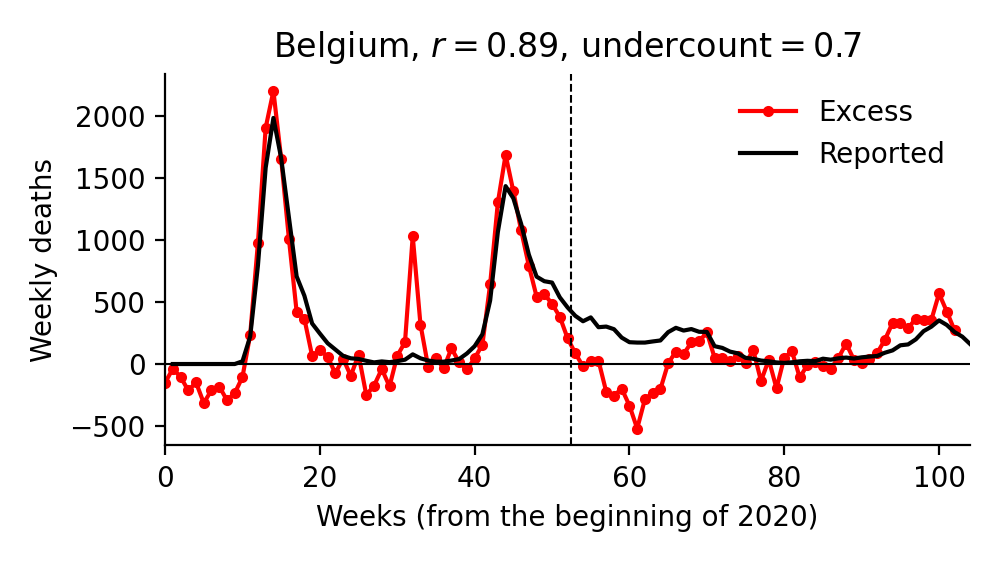 Belgium, r = 0.89, undercount = 0.7
Excess
Reported
Weekly deaths
2000
1500
1000
500
0
−500
0 20 40 60 80 100
Weeks (from the beginning of 2020)